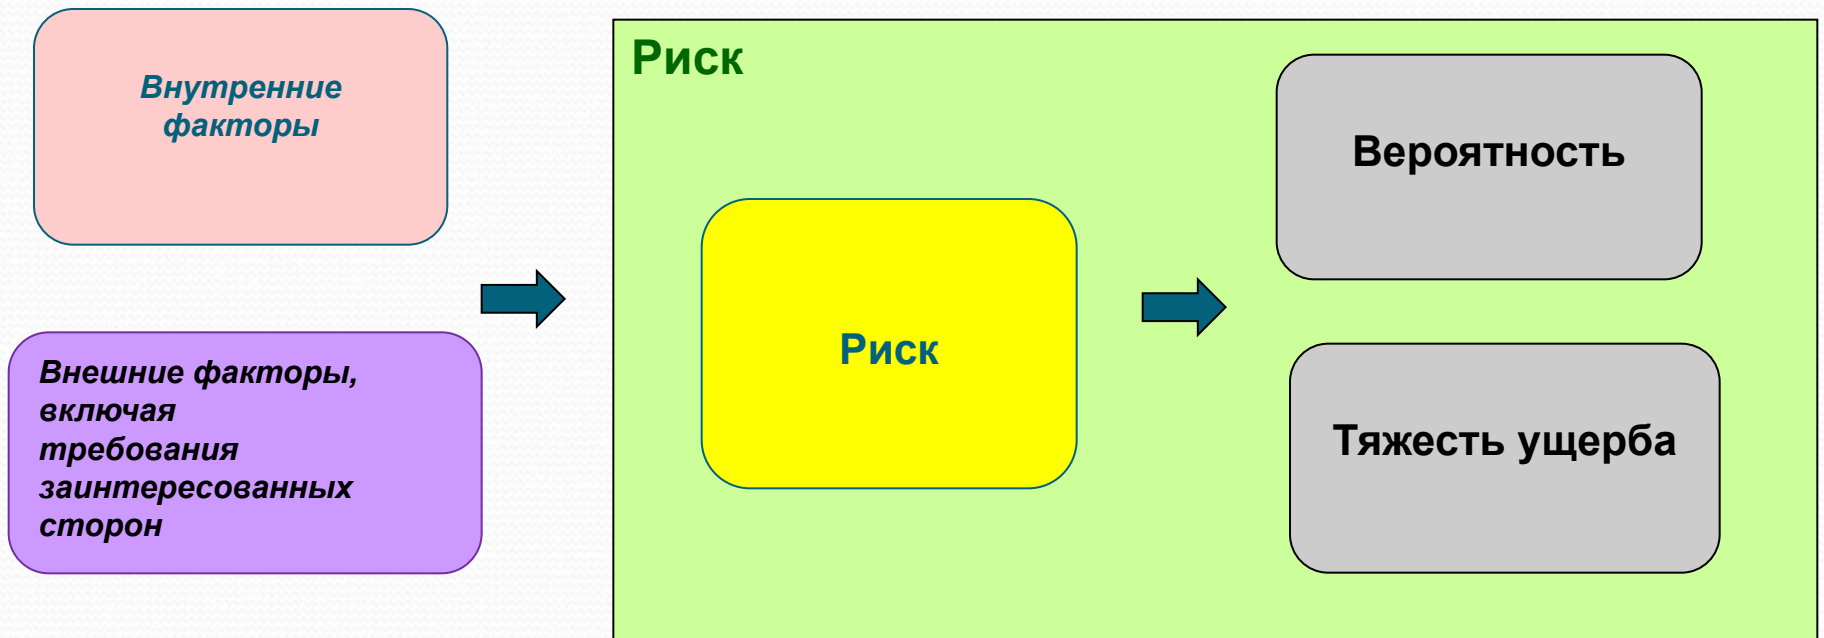 Внутренние
факторы
Внешние факторы,
включая
требования
заинтересованных
сторон
Риск
Риск
Вероятность
Тяжесть ущерба